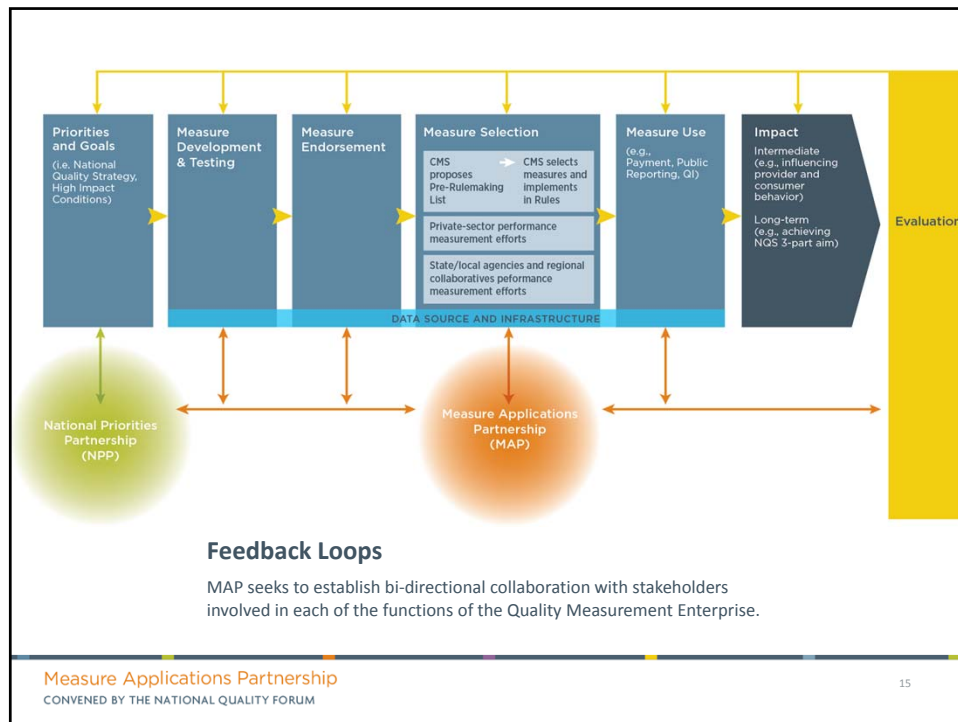 Priorities
and Goals
(i.e. National
Quality Strategy,
High Impact
Conditions)
Measure
Development
& Testing
Measure
Endorsement
Measure Selection
CMS
proposes
Pre-Rulemaking
List
CMS selects
measures and
implements
in Rules
Private-sector performance
measurement efforts
State/local agencies and regional
collaboratives peformance
measurement efforts
Measure Use
(e.g.,
Payment, Public
Reporting, QI)
Impact
Intermediate
(e.g., influencing
provider and
consumer
behavior)
Long-term
(e.g., achieving
NQS 3-part aim)
Evaluation
DATA SOURCE AND INFRASTRUCTURE
National Priorities
Partnership
(NPP)
Measure Applications
Partnership
(MAP)
Feedback Loops
MAP seeks to establish bi-directional collaboration with stakeholders
involved in each of the functions of the Quality Measurement Enterprise.
Measure Applications Partnership
CONVENED BY THE NATIONAL QUALITY FORUM
15